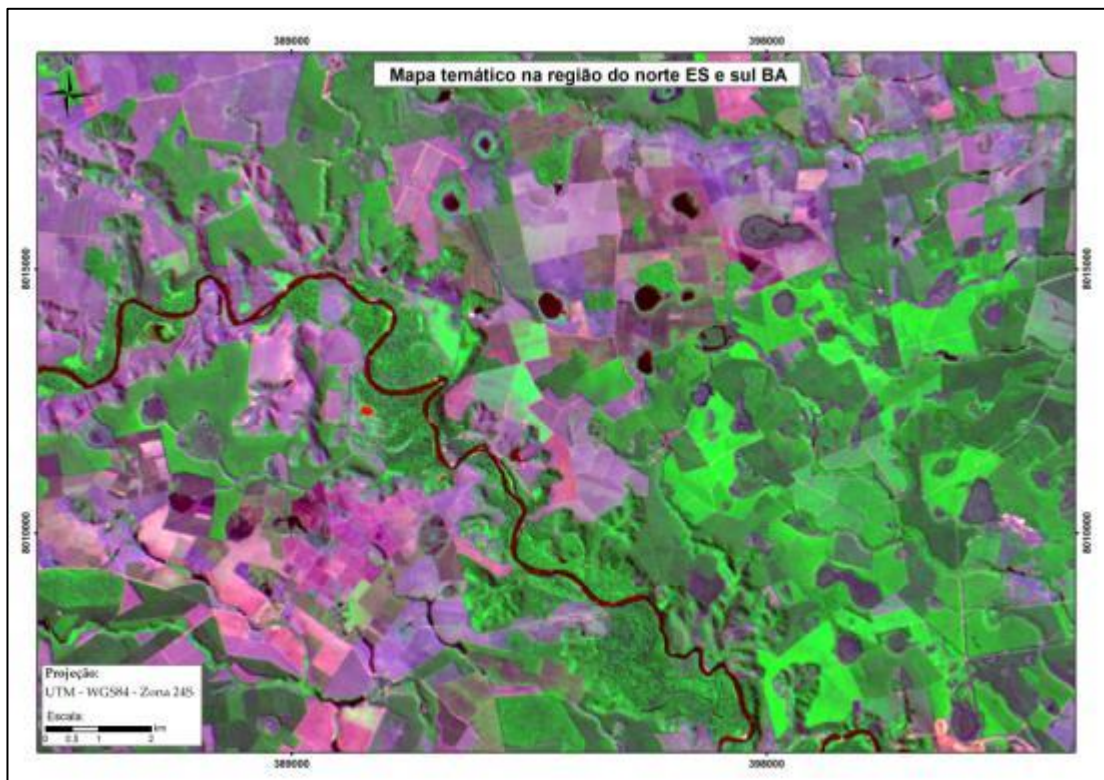 389000 398000
Mapa temático na região do norte ES e sul BA
8015000 8015000
8010000 8010000
Projeção:
UTM - WGS84 - Zona 24S
Escala:
km
0 0.5 1 2
389000 398000